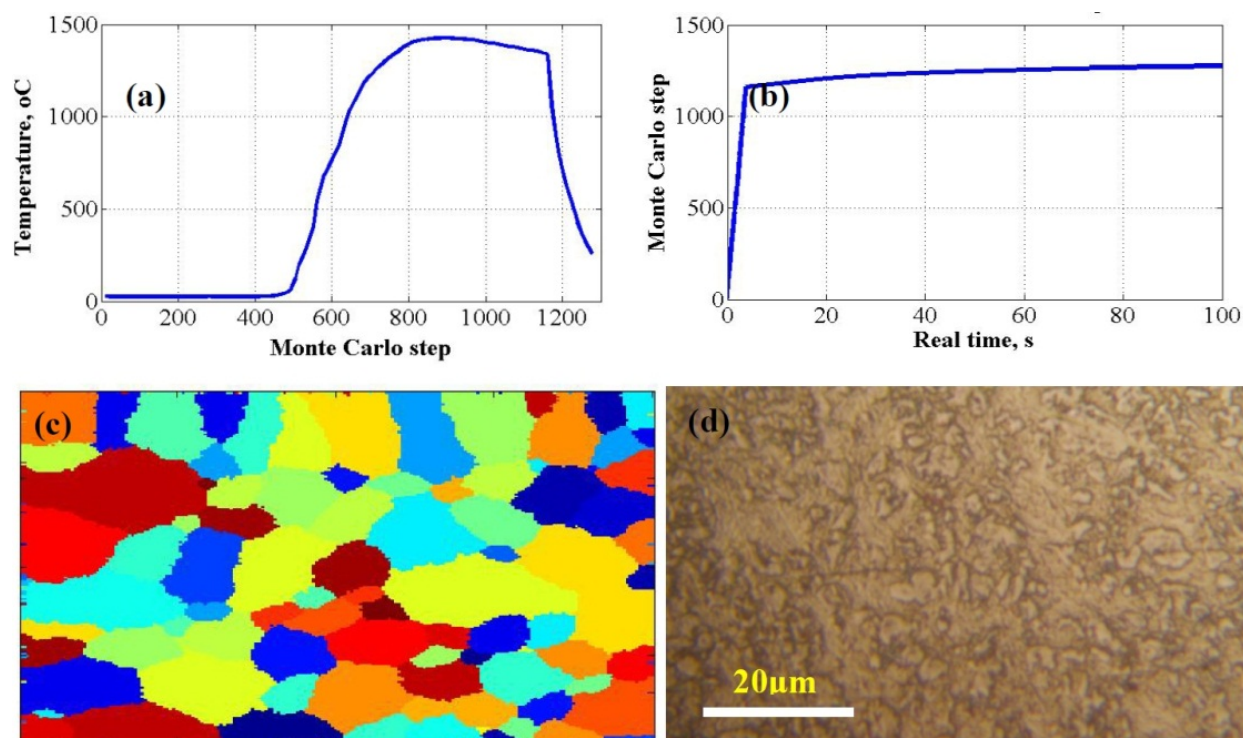 1500
1000
500
0
Temperature, oC
(a)
0 200 400 600 800 1000 1200
Monte Carlo step
1500
1000
500
0
Monte Carlo step
(b)
0 20 40 60 80 100
Real time, s
(c)
(d)
20μm